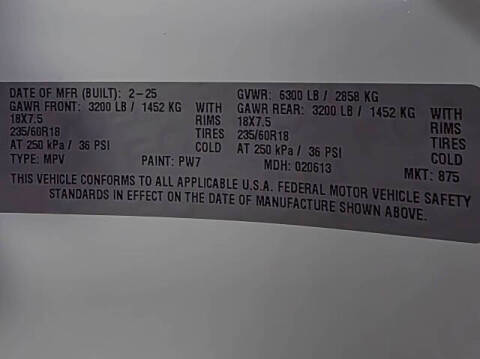 DATE OF MFR (BUILT): 2-25 GVWR: 6300 LB / 2858 KG
GAWR FRONT: 3200 LB / 1452 KG WITH GAWR REAR: 3200 LB / 1452 KG WITH
18X7.5 RIMS 18X7.5 RIMS
235/60R18 TIRES 235/60R18 TIRES
AT 250 kPa / 36 PSI COLD AT 250 kPa / 36 PSI COLD
TYPE: MPV PAINT: PW7 MDH: 020613 MKT: 875
THIS VEHICLE CONFORMS TO ALL APPLICABLE U.S.A. FEDERAL MOTOR VEHICLE SAFETY
STANDARDS IN EFFECT ON THE DATE OF MANUFACTURE SHOWN ABOVE.